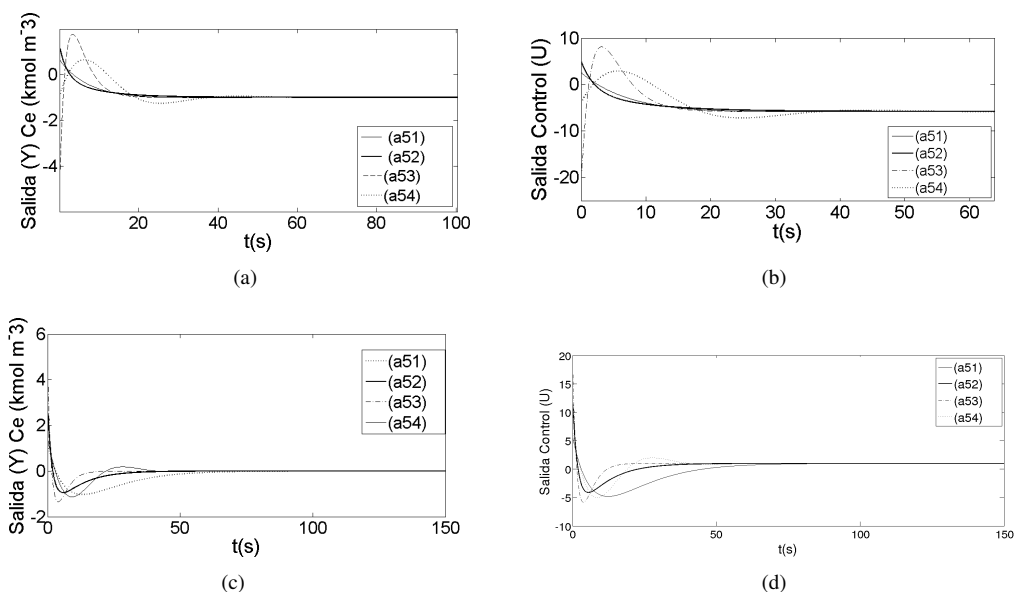 Salida (Y) Ce (kmol m⁻3)
0
-2
-4
0
20
40
60
80
100
t(s)
(a51)
(a52)
(a53)
(a54)
(a)
Salida Control (U)
10
0
-10
-20
0
10
20
30
40
50
60
t(s)
(a51)
(a52)
(a53)
(a54)
(b)
Salida (Y) Ce (kmol m⁻3)
6
4
2
0
-2
0
50
100
150
t(s)
(a51)
(a52)
(a53)
(a54)
(c)
Salida Control (U)
20
15
10
5
0
-5
-10
0
50
100
150
t(s)
(a51)
(a52)
(a53)
(a54)
(d)